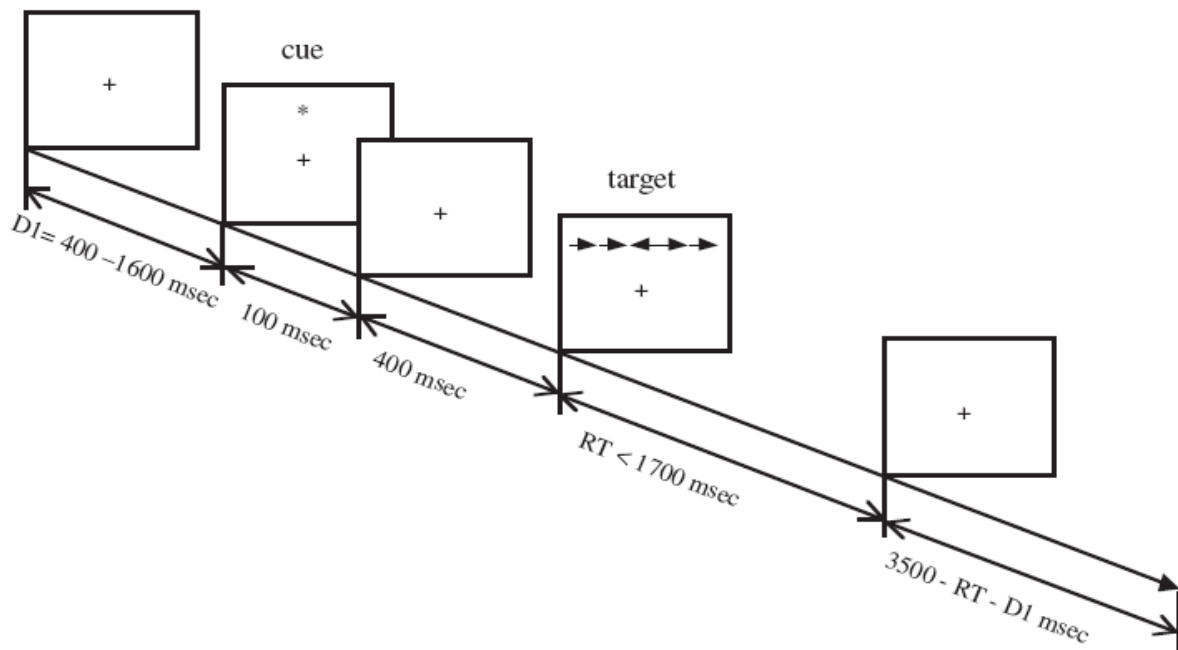 +
cue
*
+
+
target
+
+
D1= 400 –1600 msec
100 msec
400 msec
RT < 1700 msec
3500 - RT - D1 msec